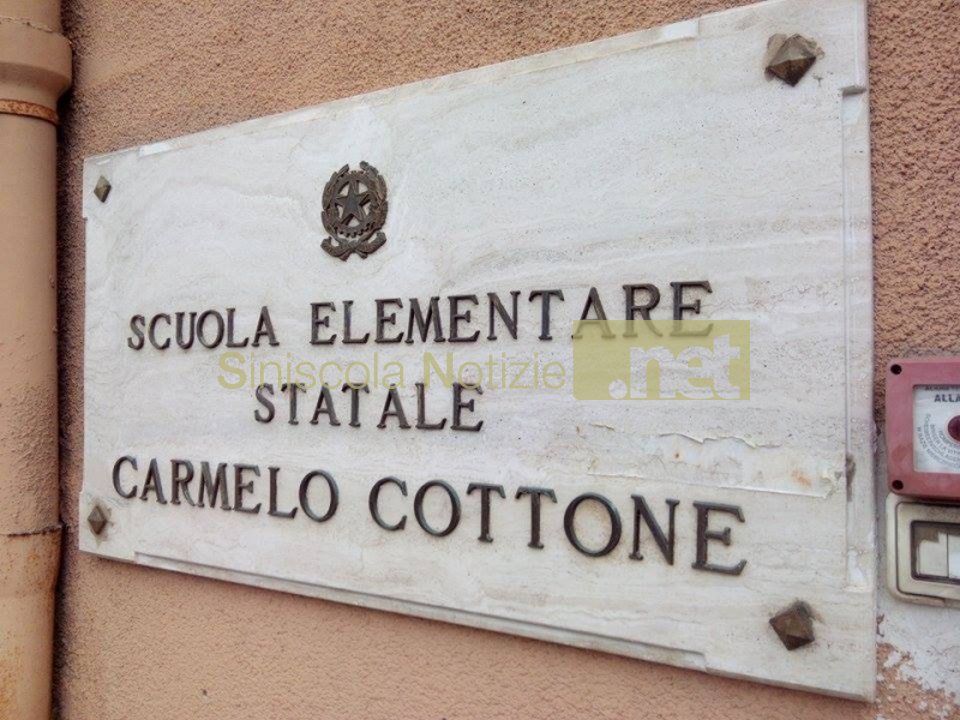 SCUOLA ELEMENTARE
Siniscola Notizie .net
STATALE
CARMELO COTTONE
ALLA